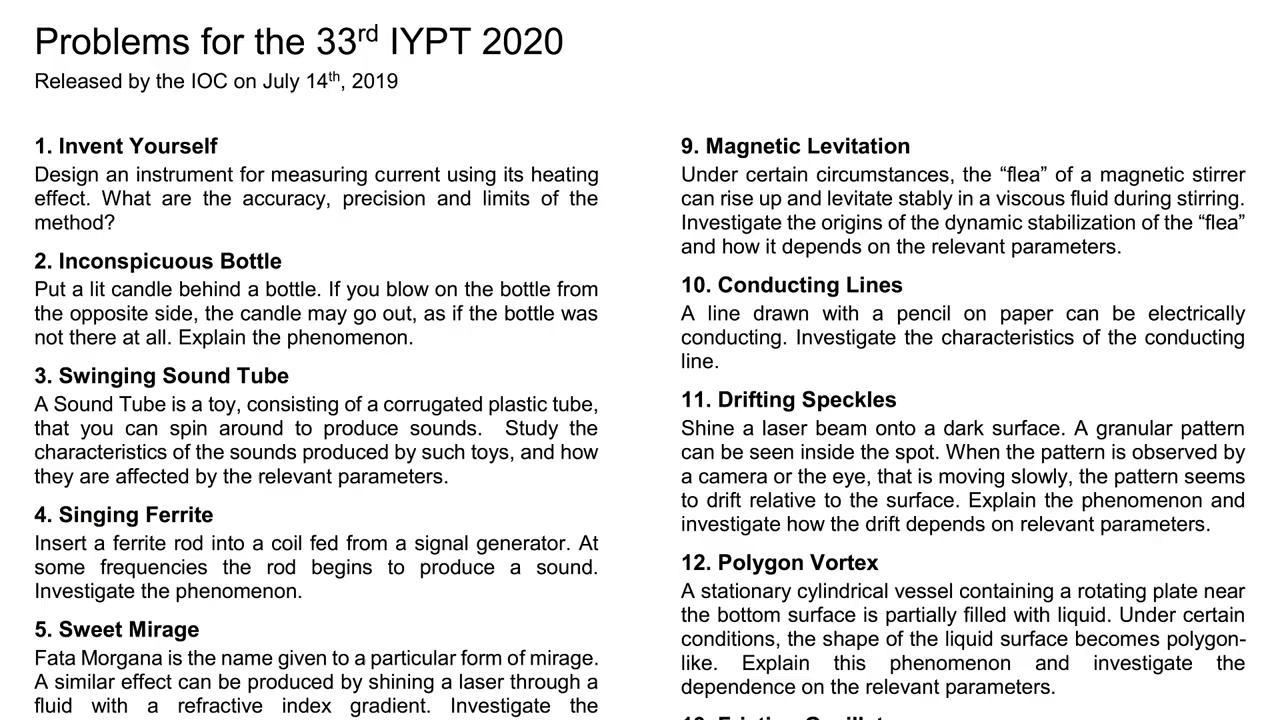 Problems for the 33rd IYPT 2020
Released by the IOC on July 14th, 2019
1. Invent Yourself
Design an instrument for measuring current using its heating
effect. What are the accuracy, precision and limits of the
method?
2. Inconspicuous Bottle
Put a lit candle behind a bottle. If you blow on the bottle from
the opposite side, the candle may go out, as if the bottle was
not there at all. Explain the phenomenon.
3. Swinging Sound Tube
A Sound Tube is a toy, consisting of a corrugated plastic tube,
that you can spin around to produce sounds. Study the
characteristics of the sounds produced by such toys, and how
they are affected by the relevant parameters.
4. Singing Ferrite
Insert a ferrite rod into a coil fed from a signal generator. At
some frequencies the rod begins to produce a sound.
Investigate the phenomenon.
5. Sweet Mirage
Fata Morgana is the name given to a particular form of mirage.
A similar effect can be produced by shining a laser through a
fluid with a refractive index gradient. Investigate the
9. Magnetic Levitation
Under certain circumstances, the “flea” of a magnetic stirrer
can rise up and levitate stably in a viscous fluid during stirring.
Investigate the origins of the dynamic stabilization of the “flea”
and how it depends on the relevant parameters.
10. Conducting Lines
A line drawn with a pencil on paper can be electrically
conducting. Investigate the characteristics of the conducting
line.
11. Drifting Speckles
Shine a laser beam onto a dark surface. A granular pattern
can be seen inside the spot. When the pattern is observed by
a camera or the eye, that is moving slowly, the pattern seems
to drift relative to the surface. Explain the phenomenon and
investigate how the drift depends on relevant parameters.
12. Polygon Vortex
A stationary cylindrical vessel containing a rotating plate near
the bottom surface is partially filled with liquid. Under certain
conditions, the shape of the liquid surface becomes polygon-
like. Explain this phenomenon and investigate the
dependence on the relevant parameters.